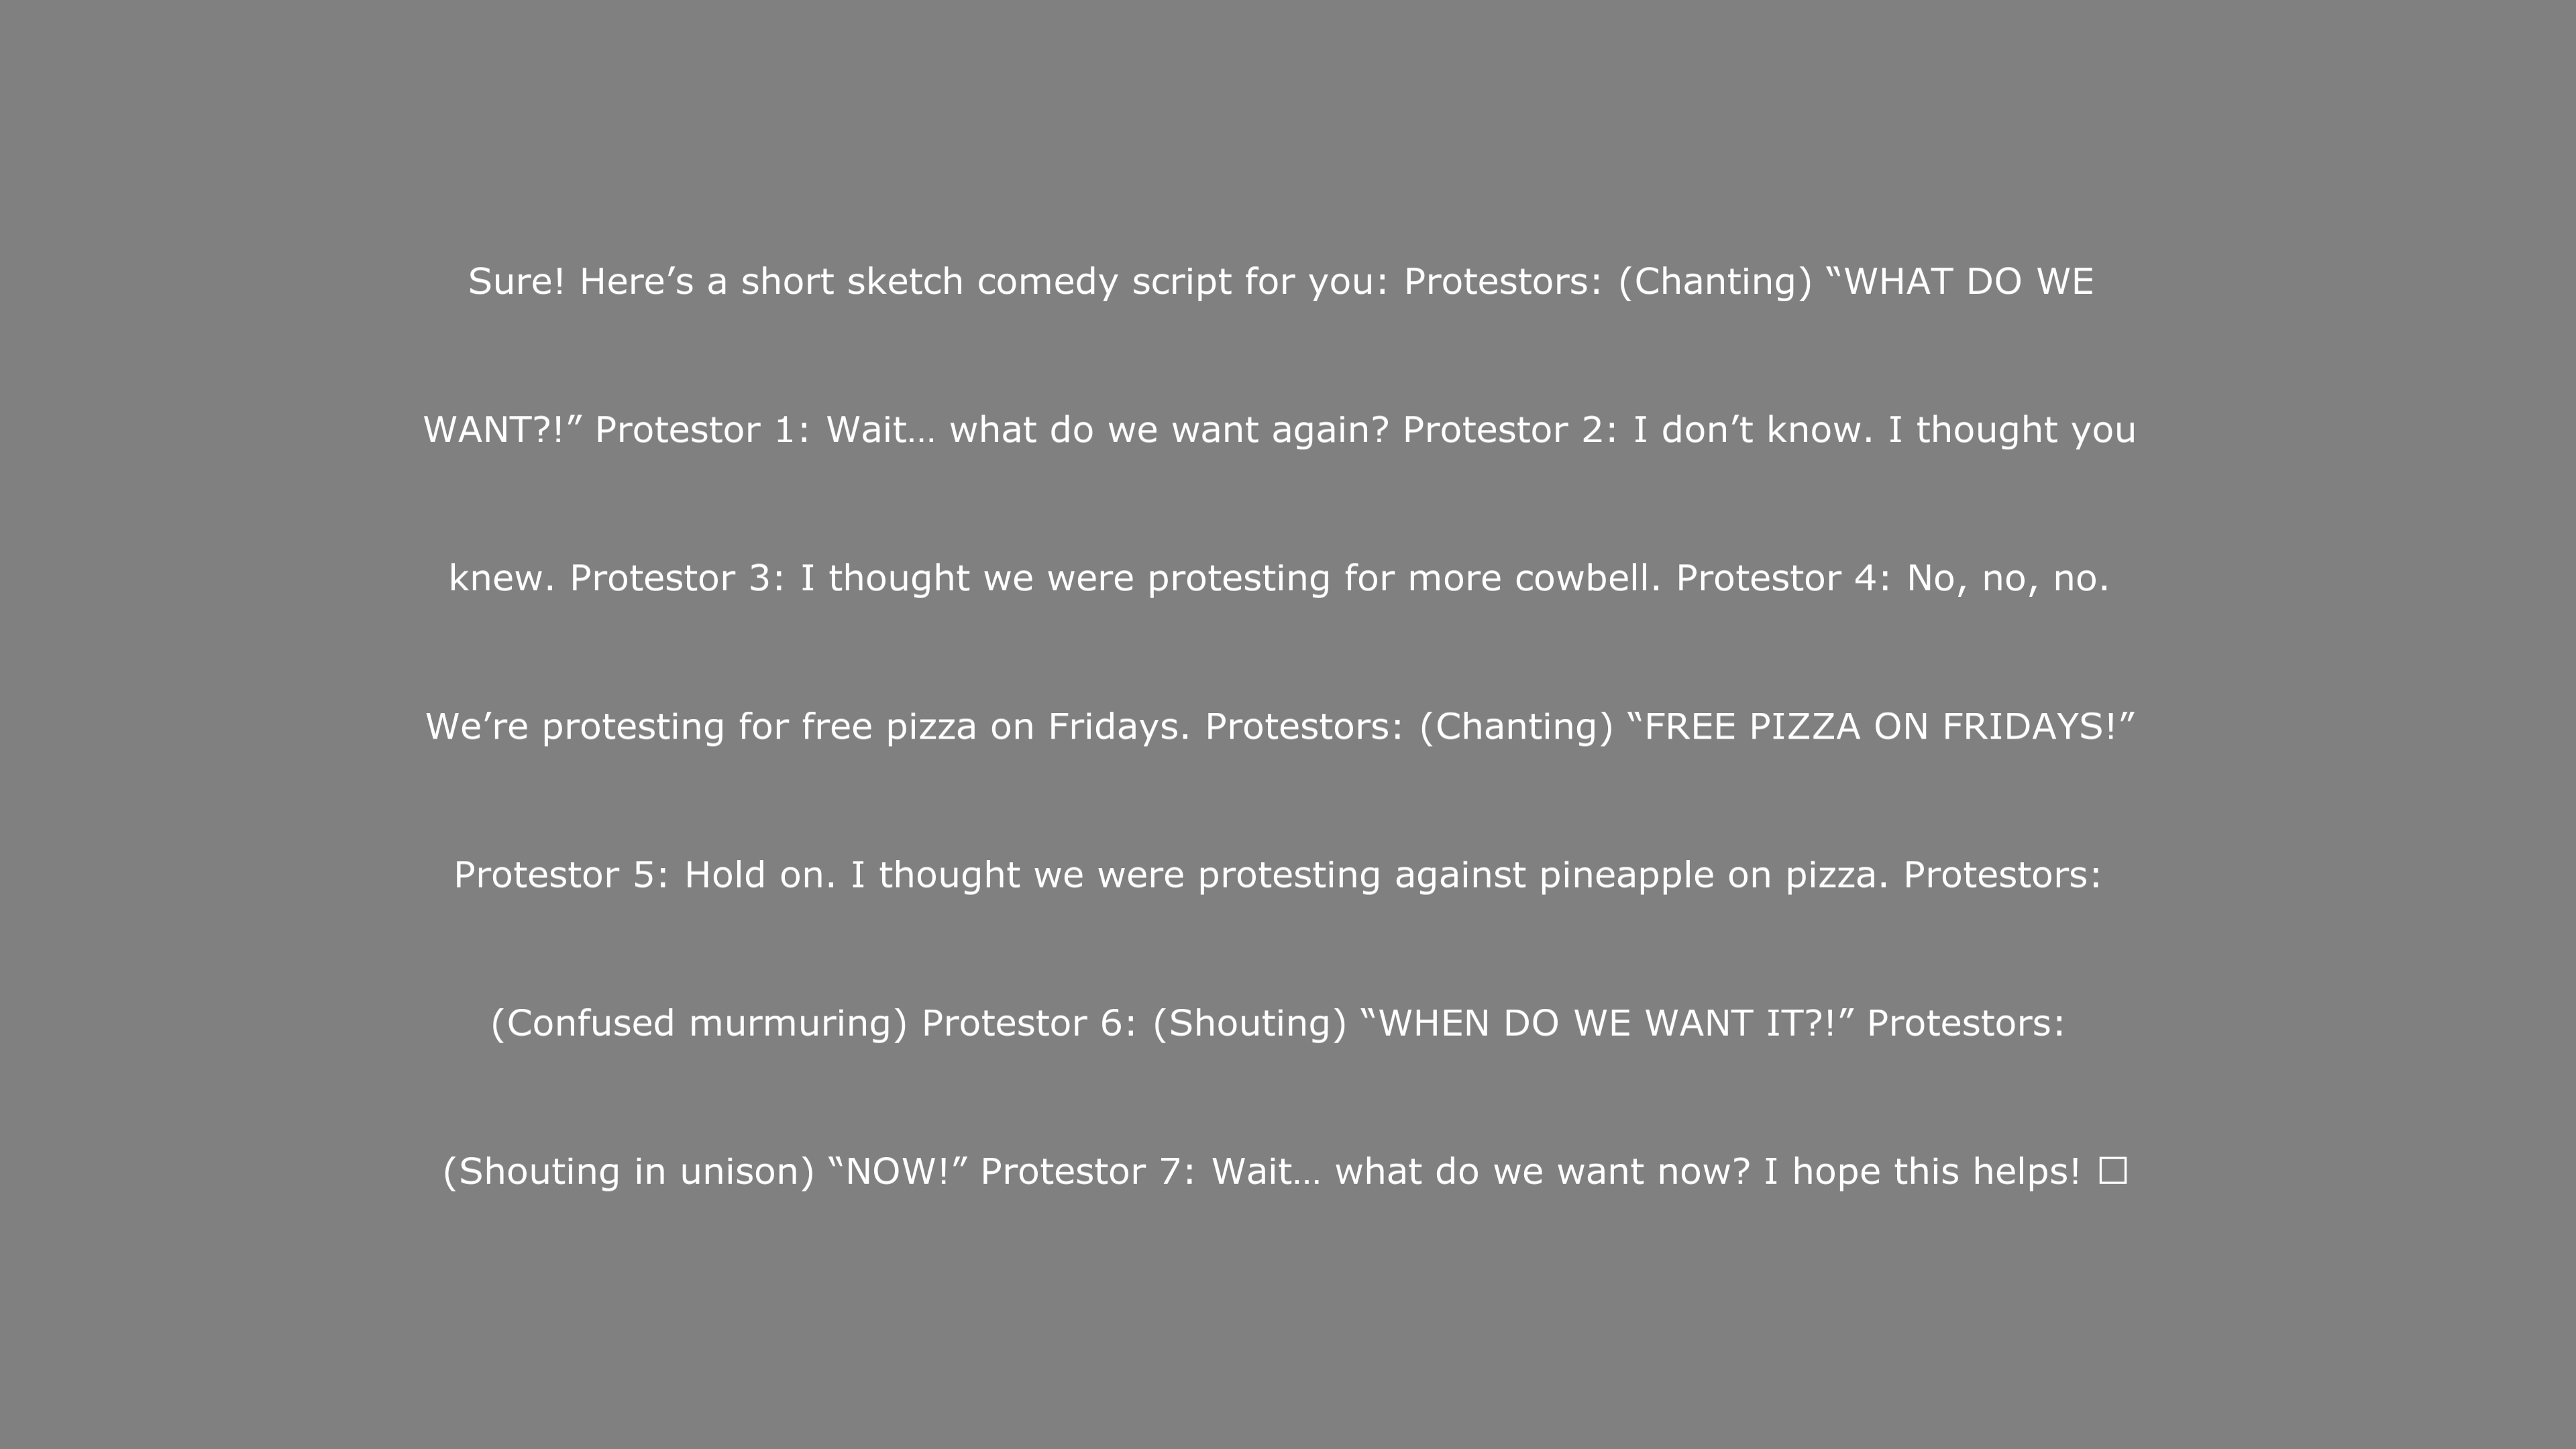 Sure! Here’s a short sketch comedy script for you: Protestors: (Chanting) “WHAT DO WE
WANT?!” Protestor 1: Wait… what do we want again? Protestor 2: I don’t know. I thought you
knew. Protestor 3: I thought we were protesting for more cowbell. Protestor 4: No, no, no.
We’re protesting for free pizza on Fridays. Protestors: (Chanting) “FREE PIZZA ON FRIDAYS!”
Protestor 5: Hold on. I thought we were protesting against pineapple on pizza. Protestors:
(Confused murmuring) Protestor 6: (Shouting) “WHEN DO WE WANT IT?!” Protestors:
(Shouting in unison) “NOW!” Protestor 7: Wait… what do we want now? I hope this helps! □